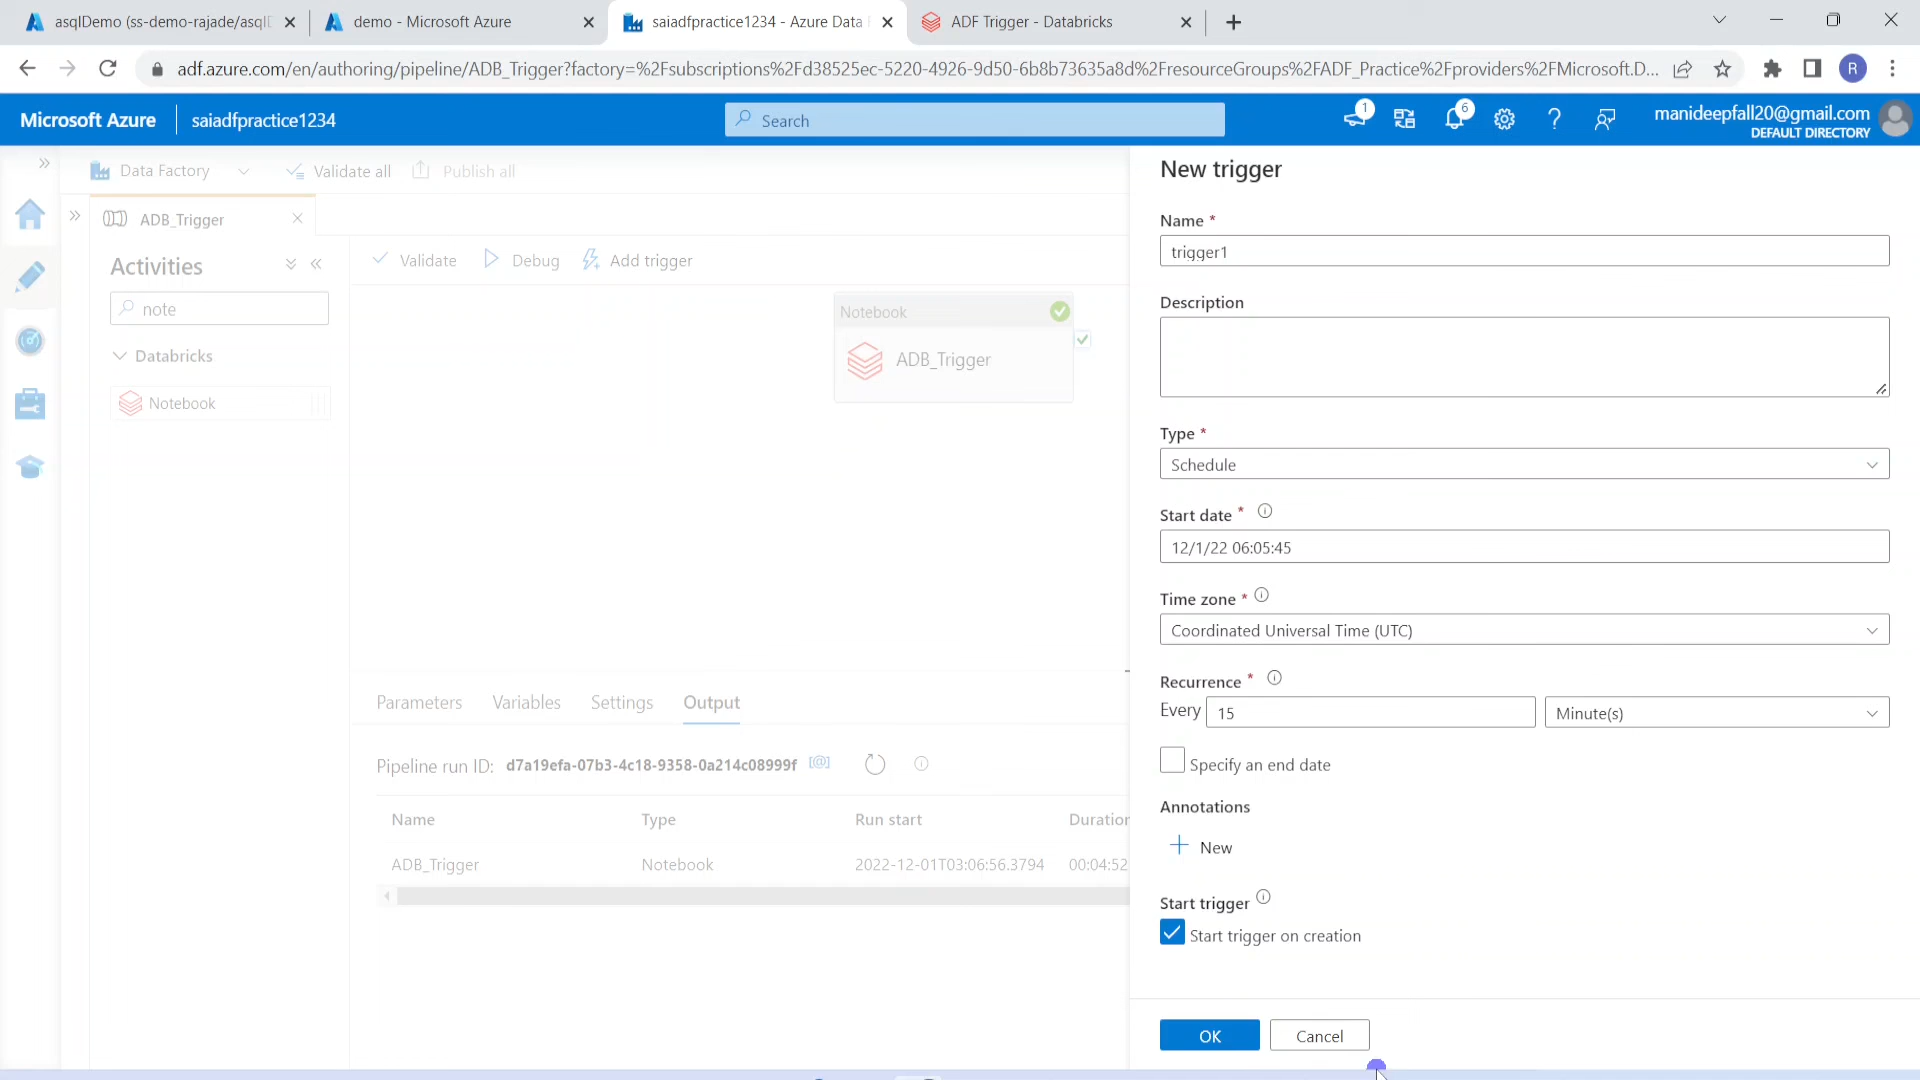 asqlDemo (ss-demo-rajade/asqlD
demo - Microsoft Azure
saiadfpractice1234 - Azure Data F
ADF Trigger - Databricks
adf.azure.com/en/authoring/pipeline/ADB_Trigger?factory=%2Fsubscriptions%2Fd38525ec-5220-4926-9d50-6b8b73635a8d%2FresourceGroups%2FADF_Practice%2Fproviders%2FMicrosoft.D...
R
Microsoft Azure
saiadfpractice1234
Search
1
6
manideepfall20@gmail.com
DEFAULT DIRECTORY
Data Factory
Validate all
Publish all
ADB_Trigger
Activities
note
Databricks
Notebook
Validate
Debug
Add trigger
Notebook
ADB_Trigger
Parameters
Variables
Settings
Output
Pipeline run ID: d7a19efa-07b3-4c18-9358-0a214c08999f
Name Type Run start Duration
ADB_Trigger Notebook 2022-12-01T03:06:56.3794 00:04:52
New trigger
Name *
trigger1
Description
Type *
Schedule
Start date *
12/1/22 06:05:45
Time zone *
Coordinated Universal Time (UTC)
Recurrence *
Every 15 Minute(s)
Specify an end date
Annotations
New
Start trigger
Start trigger on creation
OK
Cancel